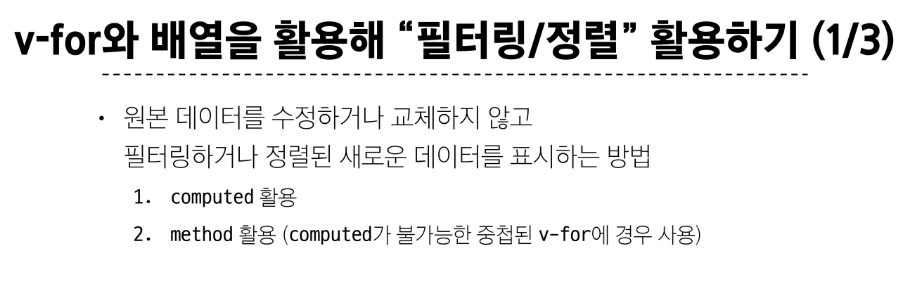 v-for와 배열을 활용해 “필터링/정렬” 활용하기 (1/3)
• 원본 데이터를 수정하거나 교체하지 않고
필터링하거나 정렬된 새로운 데이터를 표시하는 방법
1. computed 활용
2. method 활용 (computed가 불가능한 중첩된 v-for에 경우 사용)